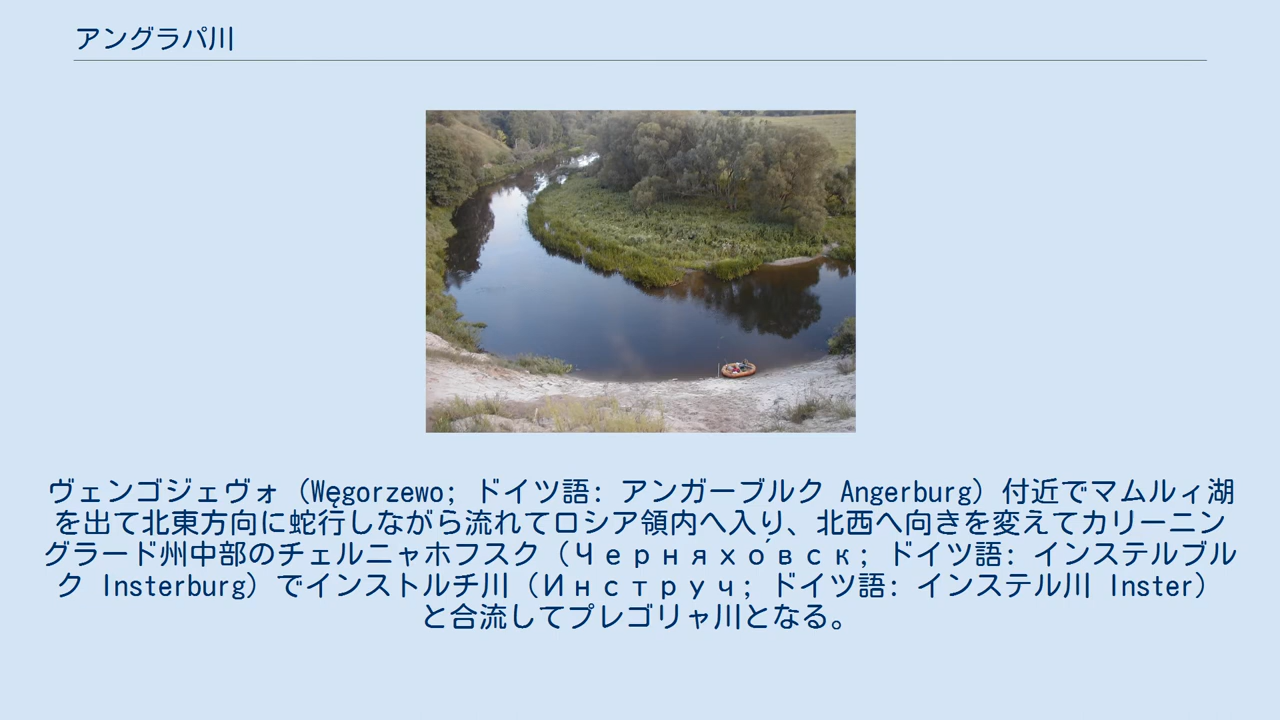 アングラパ川
ヴェンゴジェヴォ（Węgorzewo; ドイツ語: アンガーブルク Angerburg）付近でマムルィ湖
を出て北東方向に蛇行しながら流れてロシア領内へ入り、北西へ向きを変えてカリーニン
グラード州中部のチェルニャホフスク（Черняхо́вск; ドイツ語: インステルブル
ク Insterburg）でインストルチ川（Инструч; ドイツ語: インステル川 Inster）
と合流してプレゴリャ川となる。